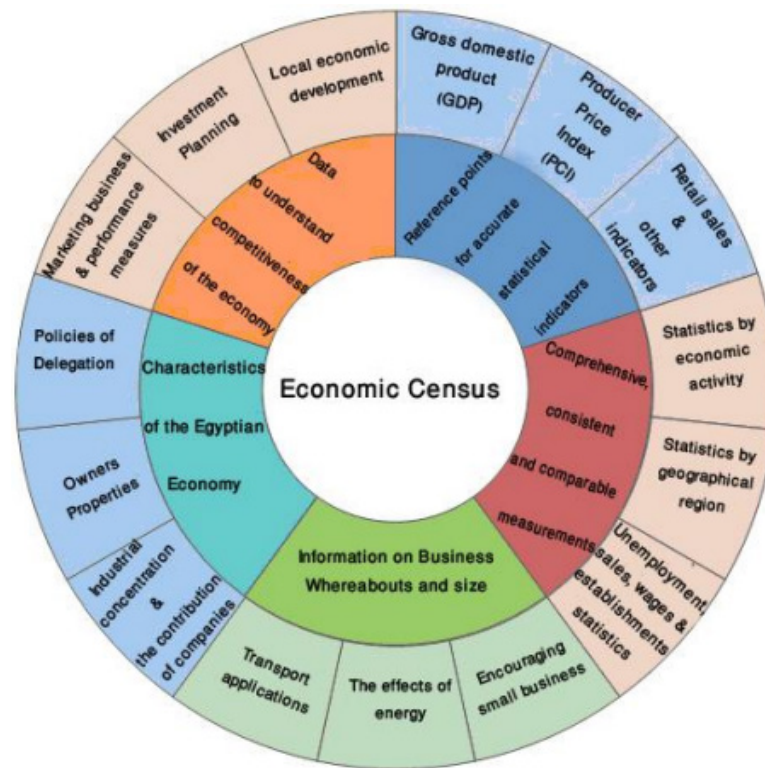 Economic Census
Reference points
for accurate
statistical
indicators
Gross domestic
product
(GDP)
Producer
Price
Index
(PCI)
Retail sales
&
other
indicators
Comprehensive,
consistent
and comparable
measurements
Statistics by
economic
activity
Statistics by
geographical
region
Unemployment,
sales, wages &
establishments
statistics
Information on Business
Whereabouts and size
Encouraging
small business
The effects of
energy
Transport
applications
Characteristics
of the Egyptian
Economy
Industrial
concentration
&
the contribution
of companies
Owners
Properties
Policies of
Delegation
Data
to understand
competitiveness
of the economy
Marketing business
& performance
measures
Investment
Planning
Local economic
development